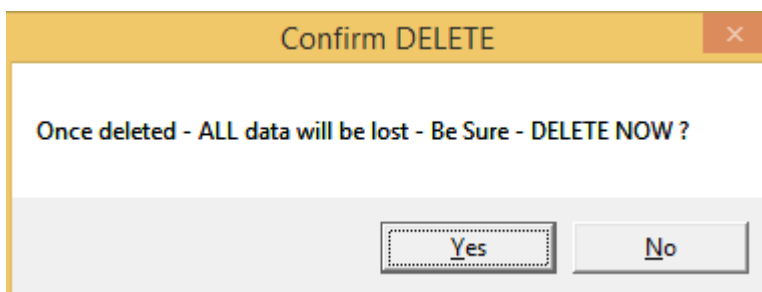 Confirm DELETE
Once deleted - ALL data will be lost - Be Sure - DELETE NOW ?
Yes No